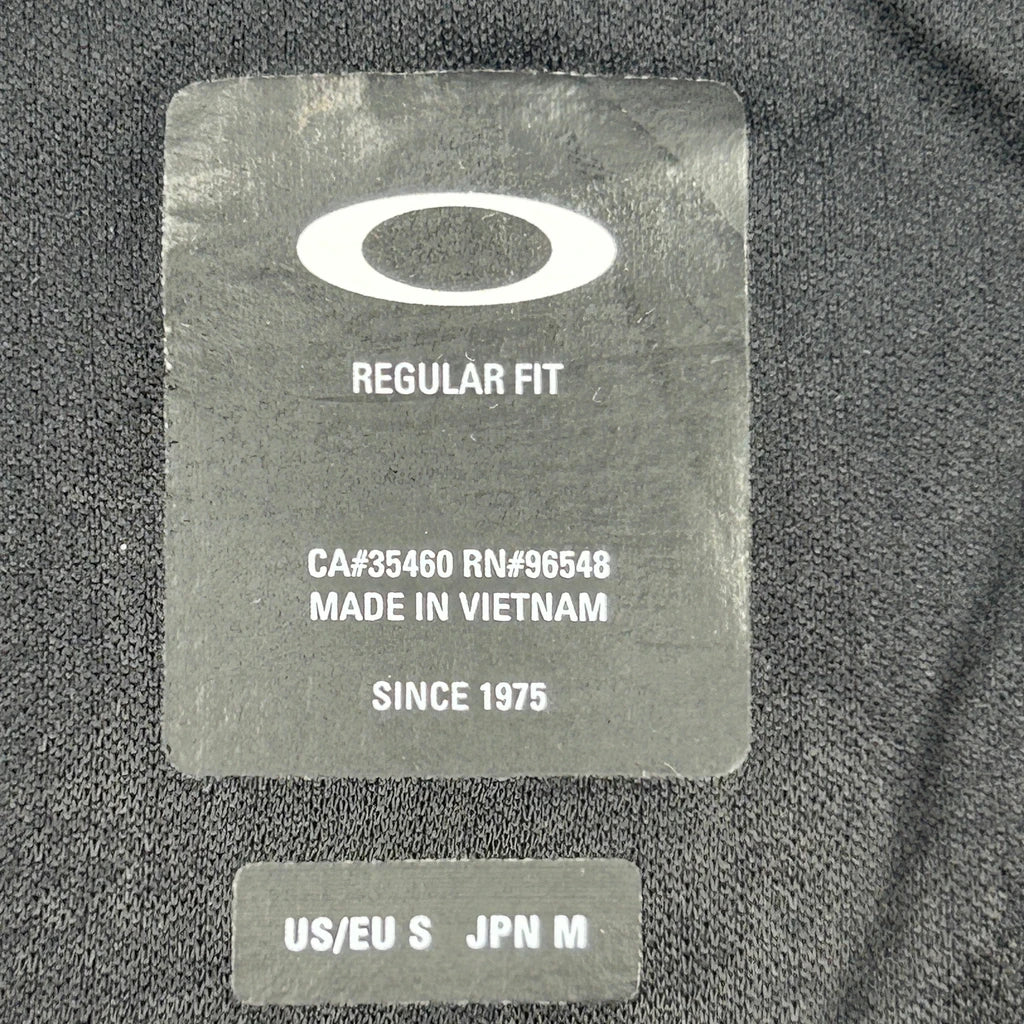 REGULAR FIT
CA#35460 RN#96548
MADE IN VIETNAM
SINCE 1975
US/EU S JPN M